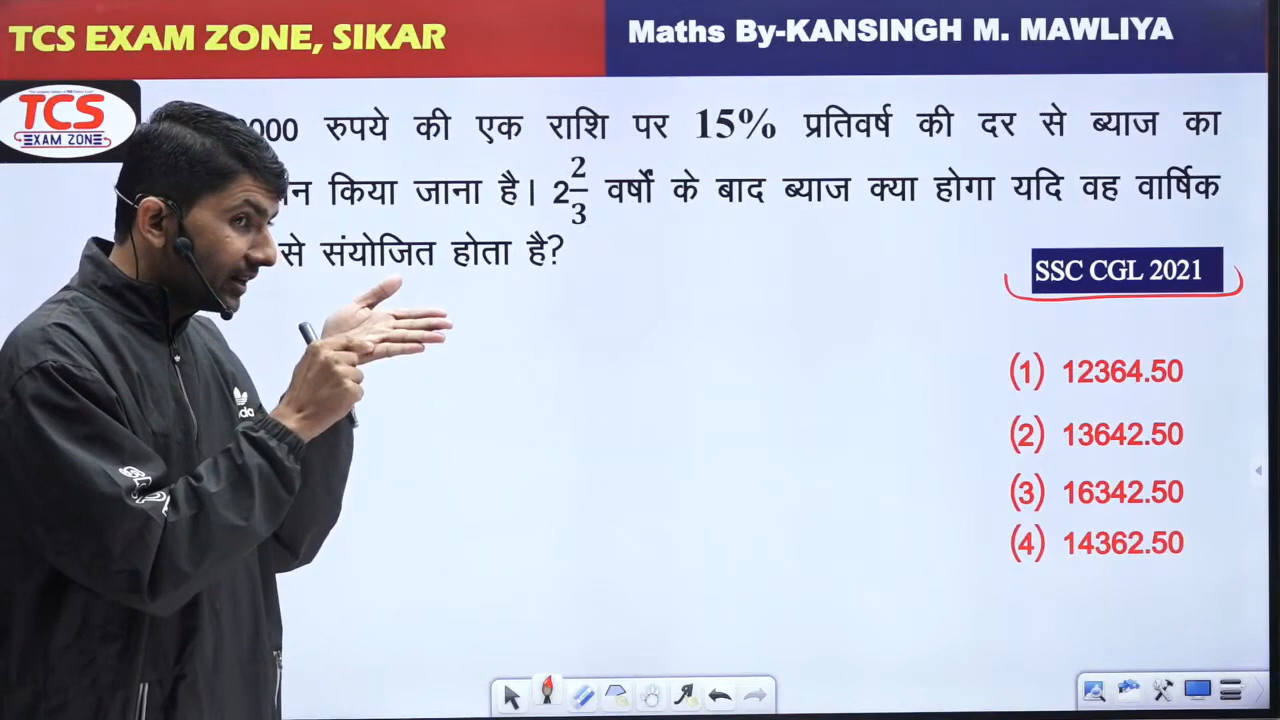 TCS EXAM ZONE, SIKAR
Maths By-KANSINGH M. MAWLIYA
TCS
EXAM ZONE
000 रुपये की एक राशि पर 15% प्रतिवर्ष की दर से ब्याज का
न किया जाना है। 2 2/3 वर्षों के बाद ब्याज क्या होगा यदि वह वार्षिक
से संयोजित होता है?
SSC CGL 2021
(1) 12364.50
(2) 13642.50
(3) 16342.50
(4) 14362.50